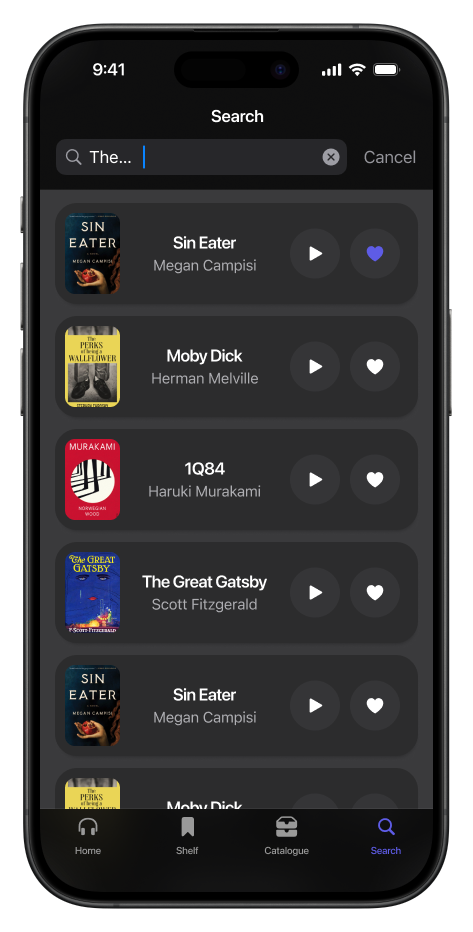 9:41
Search
The...
Cancel
SIN
EATER
MEGAN CAMPISI
Sin Eater
Megan Campisi
The
PERKS
of being a
WALLFLOWER
Moby Dick
Herman Melville
MURAKAMI
NORWEGIAN
WOOD
1Q84
Haruki Murakami
The GREAT
GATSBY
F·SCOTT·FITZGERALD
The Great Gatsby
Scott Fitzgerald
SIN
EATER
MEGAN CAMPISI
Sin Eater
Megan Campisi
The
PERKS
of being a
Moby Dick
Home
Shelf
Catalogue
Search